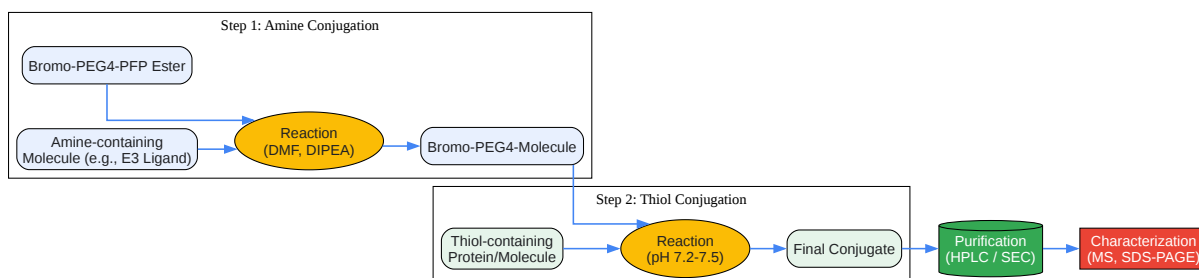 Step 1: Amine Conjugation
Bromo-PEG4-PFP Ester
Amine-containing
Molecule (e.g., E3 Ligand)
Reaction
(DMF, DIPEA)
Bromo-PEG4-Molecule
Step 2: Thiol Conjugation
Thiol-containing
Protein/Molecule
Reaction
(pH 7.2-7.5)
Final Conjugate
Purification
(HPLC / SEC)
Characterization
(MS, SDS-PAGE)